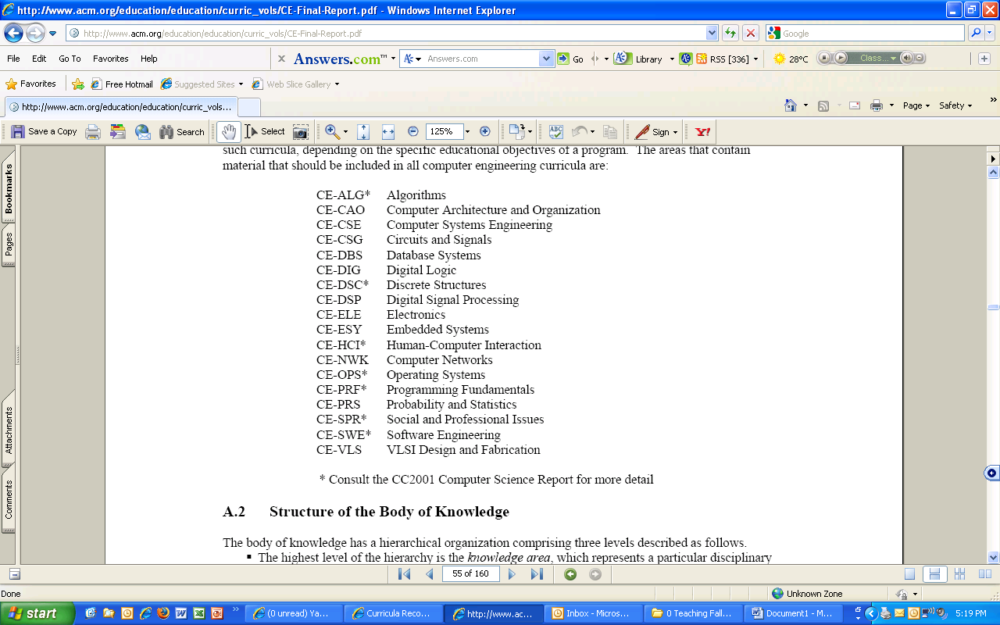 http://www.acm.org/education/education/curric_vols/CE-Final-Report.pdf - Windows Internet Explorer
http://www.acm.org/education/education/curric_vols/CE-Final-Report.pdf
Google
File Edit Go To Favorites Help
Answers.com™
Answers.com
Go
Library
RSS [336]
28°C
Class...
Favorites
Free Hotmail
Suggested Sites
Web Slice Gallery
http://www.acm.org/education/education/curric_vols...
Page
Safety
»
Save a Copy
Search
Select
125%
Sign
Y!
Bookmarks
Pages
Attachments
Comments
such curricula, depending on the specific educational objectives of a program. The areas that contain
material that should be included in all computer engineering curricula are:
CE-ALG* Algorithms
CE-CAO Computer Architecture and Organization
CE-CSE Computer Systems Engineering
CE-CSG Circuits and Signals
CE-DBS Database Systems
CE-DIG Digital Logic
CE-DSC* Discrete Structures
CE-DSP Digital Signal Processing
CE-ELE Electronics
CE-ESY Embedded Systems
CE-HCI* Human-Computer Interaction
CE-NWK Computer Networks
CE-OPS* Operating Systems
CE-PRF* Programming Fundamentals
CE-PRS Probability and Statistics
CE-SPR* Social and Professional Issues
CE-SWE* Software Engineering
CE-VLS VLSI Design and Fabrication
* Consult the CC2001 Computer Science Report for more detail
A.2 Structure of the Body of Knowledge
The body of knowledge has a hierarchical organization comprising three levels described as follows.
▪ The highest level of the hierarchy is the knowledge area, which represents a particular disciplinary
55 of 160
Done
Unknown Zone
start
»
(0 unread) Ya...
Curricula Reco...
http://www.ac...
Inbox - Micros...
0 Teaching Fall...
Document1 - M...
5:19 PM